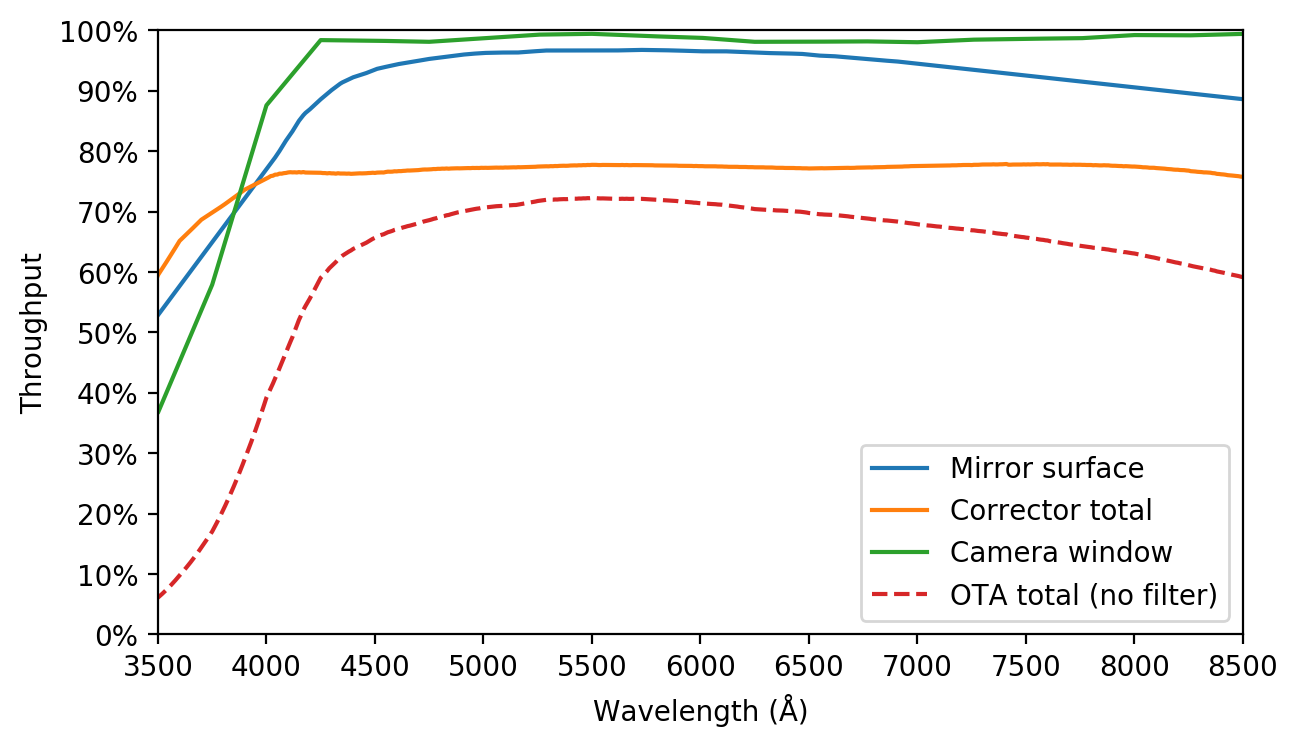 100%
90%
80%
70%
60%
50%
40%
30%
20%
10%
0%
Throughput
3500 4000 4500 5000 5500 6000 6500 7000 7500 8000 8500
Wavelength (Å)
Mirror surface
Corrector total
Camera window
OTA total (no filter)